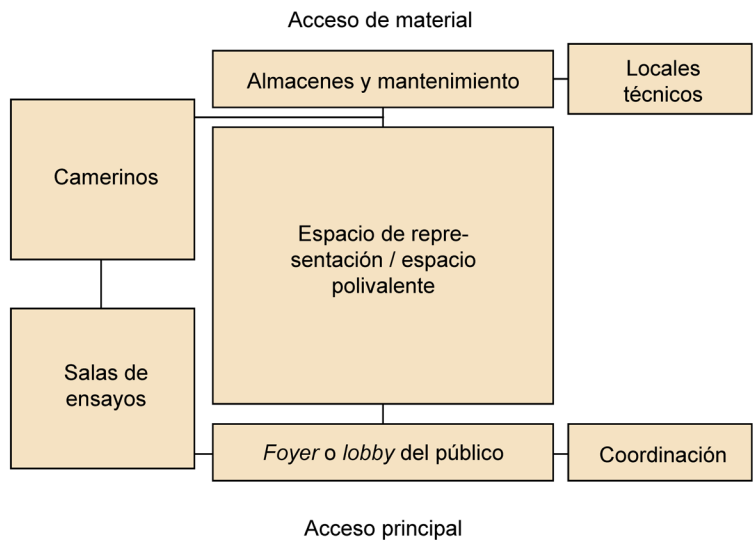 Acceso de material
Almacenes y mantenimiento
Locales
técnicos
Camerinos
Espacio de repre-
sentación / espacio
polivalente
Salas de
ensayos
Foyer o lobby del público
Coordinación
Acceso principal